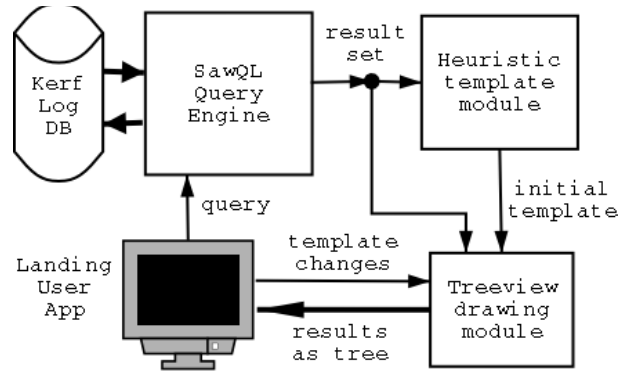 Kerf
Log
DB
SawQL
Query
Engine
result
set
Heuristic
template
module
query
initial
template
Landing
User
App
template
changes
results
as tree
Treeview
drawing
module